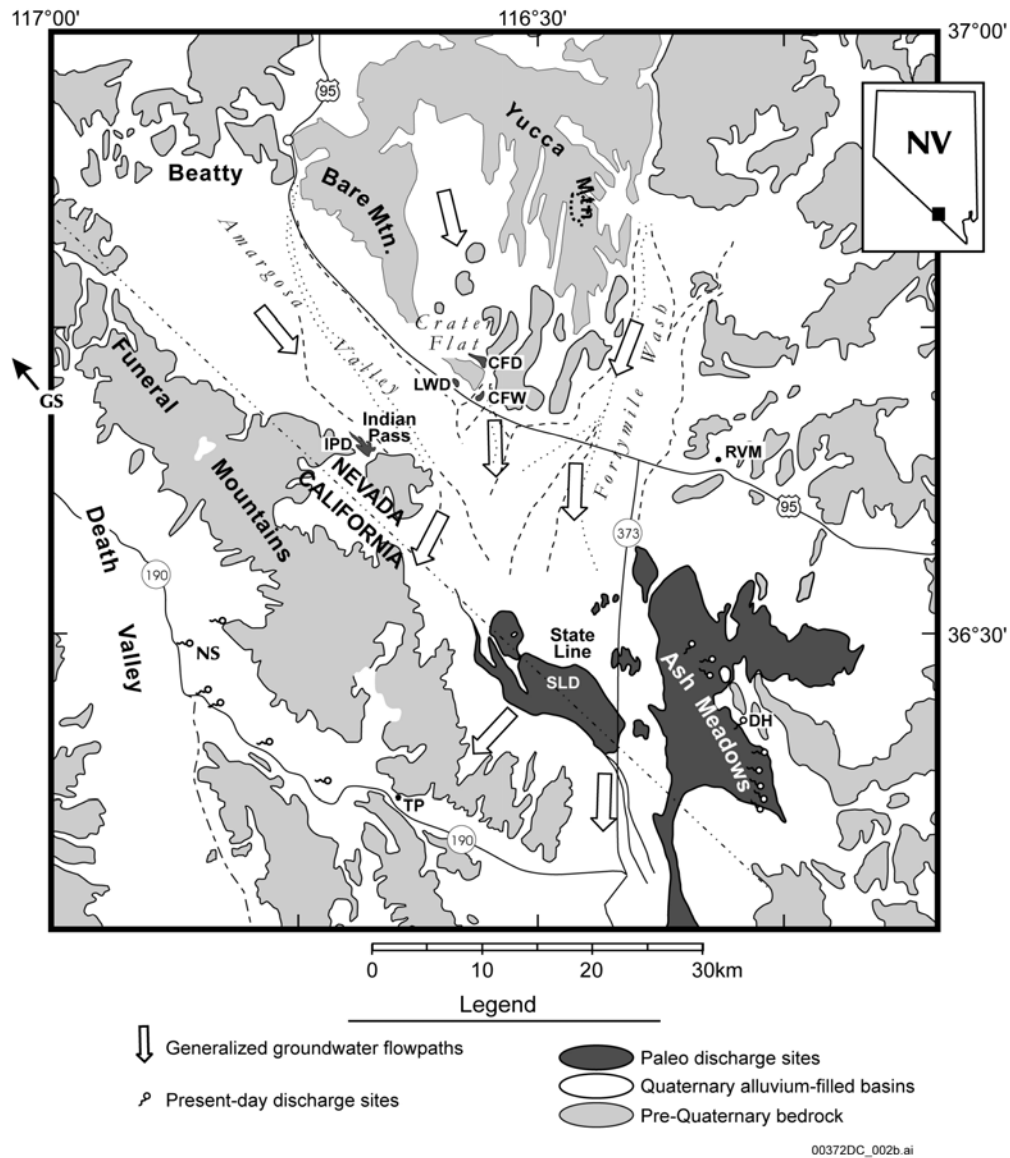 117°00'
116°30'
37°00'
95
Yucca
Mtn.
NV
Beatty
Bare Mtn.
Amargosa
Valley
Crater
Flat
CFD
LWD
CFW
Fortymile Wash
Funeral
Mountains
GS
Indian
Pass
IPD
NEVADA
CALIFORNIA
RVM
95
373
Death
Valley
190
NS
36°30'
State
Line
SLD
Ash Meadows
DH
TP
190
0 10 20 30km
Legend
Generalized groundwater flowpaths
Present-day discharge sites
Paleo discharge sites
Quaternary alluvium-filled basins
Pre-Quaternary bedrock
00372DC_002b.ai